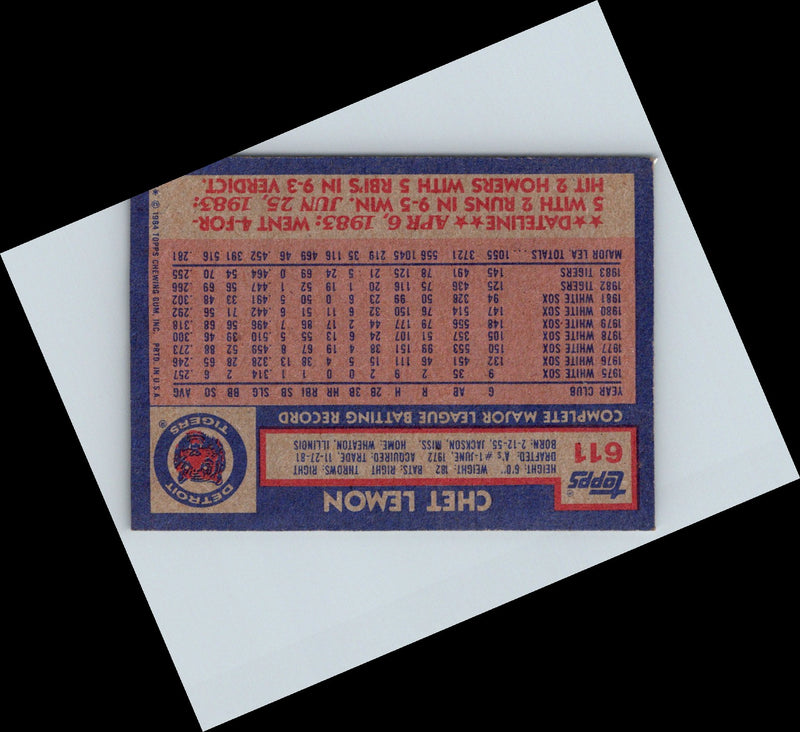 topps®
611
CHET LEMON
HEIGHT: 6'0" WEIGHT: 182 BATS: RIGHT THROWS: RIGHT
DRAFTED: A's #1-JUNE, 1972 ACQUIRED: TRADE, 11-27-81
BORN: 2-12-55, JACKSON, MISS. HOME: WHEATON, ILLINOIS
DETROIT
TIGERS
®
COMPLETE MAJOR LEAGUE BATTING RECORD
YEAR CLUB G AB R H 2B 3B HR RBI SB SLG BB SO AVG
1975 WHITE SOX 9 35 2 9 2 0 0 1 1 .314 2 6 .257
1976 WHITE SOX 132 451 46 111 15 5 4 38 13 .328 28 65 .246
1977 WHITE SOX 150 553 99 151 38 4 19 67 8 .459 52 88 .273
1978 WHITE SOX 105 357 51 107 24 6 13 55 5 .510 39 46 .300
1979 WHITE SOX 148 556 79 177 44 2 17 86 7 .496 56 68 .318
1980 WHITE SOX 147 514 76 150 32 6 11 51 6 .442 71 56 .292
1981 WHITE SOX 94 328 50 99 23 6 9 50 5 .491 33 48 .302
1982 TIGERS 125 436 75 116 20 1 19 52 1 .447 56 69 .266
1983 TIGERS 145 491 78 125 21 5 24 69 0 .464 54 70 .255
MAJOR LEA. TOTALS 1055 3721 556 1045 219 35 116 469 46 .452 391 516 .281
★★DATELINE★★ APR 6, 1983: WENT 4-FOR-
5 WITH 2 RUNS IN 9-5 WIN. JUN 25, 1983:
HIT 2 HOMERS WITH 5 RBI'S IN 9-3 VERDICT.
★ © 1984 TOPPS CHEWING GUM, INC. PRTD. IN U.S.A.